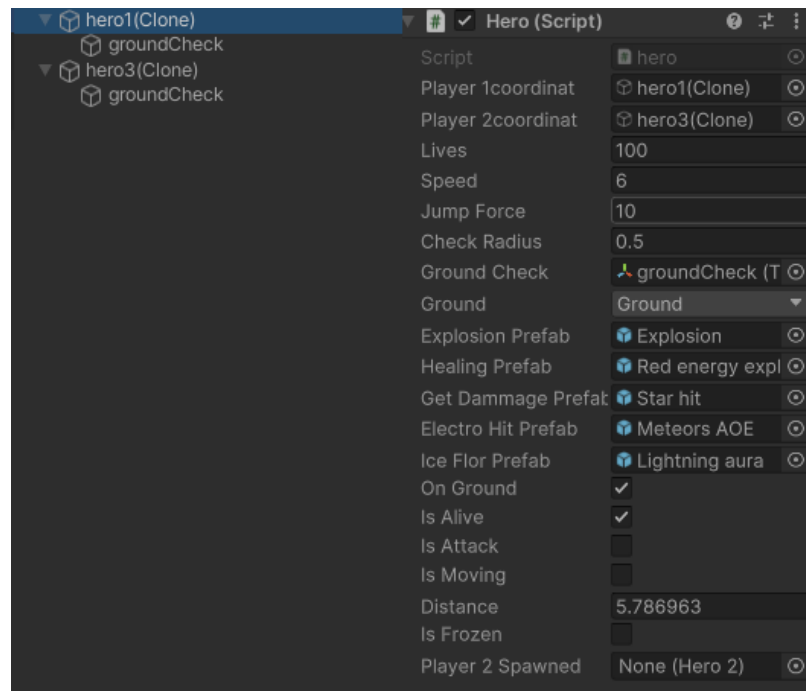 hero1(Clone)
groundCheck
hero3(Clone)
groundCheck
# Hero (Script)
Script hero
Player 1coordinat hero1(Clone)
Player 2coordinat hero3(Clone)
Lives 100
Speed 6
Jump Force 10
Check Radius 0.5
Ground Check groundCheck (T
Ground Ground
Explosion Prefab Explosion
Healing Prefab Red energy expl
Get Dammage Prefab Star hit
Electro Hit Prefab Meteors AOE
Ice Flor Prefab Lightning aura
On Ground
Is Alive
Is Attack
Is Moving
Distance 5.786963
Is Frozen
Player 2 Spawned None (Hero 2)